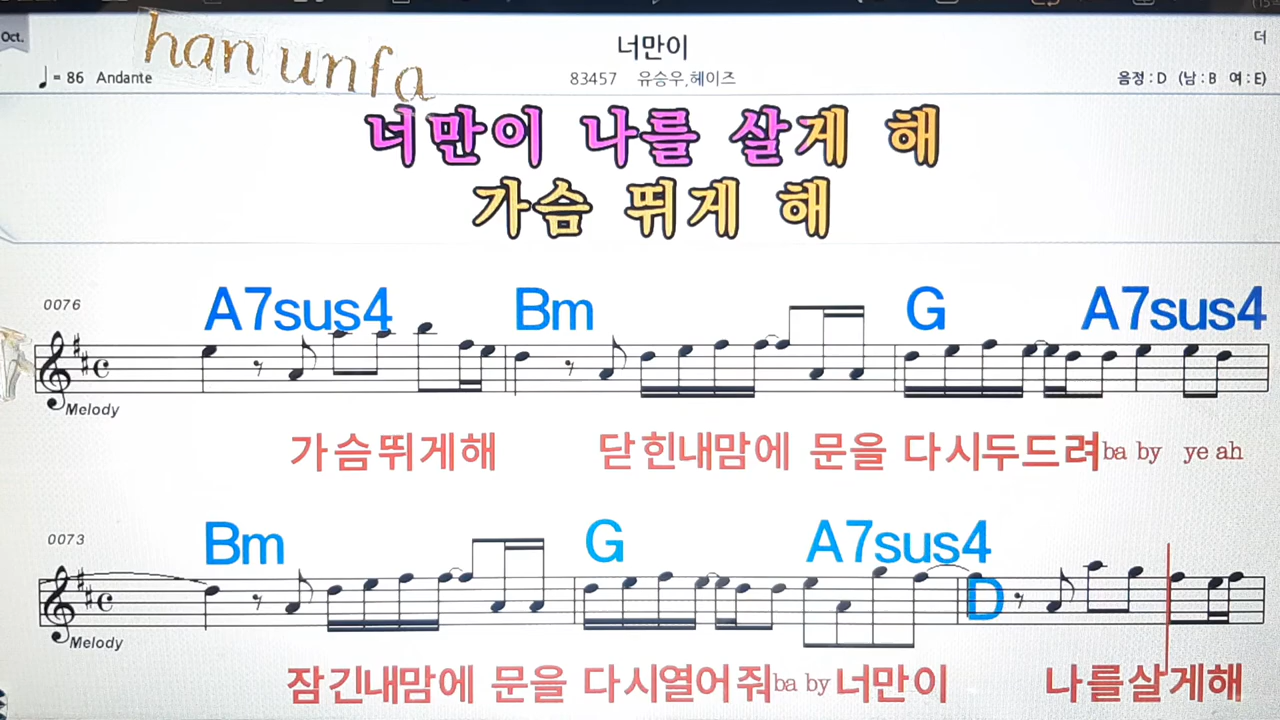 Oct.
han unfa
너만이
더
= 86 Andante
83457 유승우,헤이즈
음정 : D (남 : B 여 : E)
너만이 나를 살게 해
가슴 뛰게 해
0076
A7sus4 Bm G A7sus4
Melody
가슴뛰게해 닫힌내맘에 문을 다시두드려 ba by ye ah
0073
Bm G A7sus4 D
Melody
잠긴내맘에 문을 다시열어줘 ba by 너만이 나를살게해